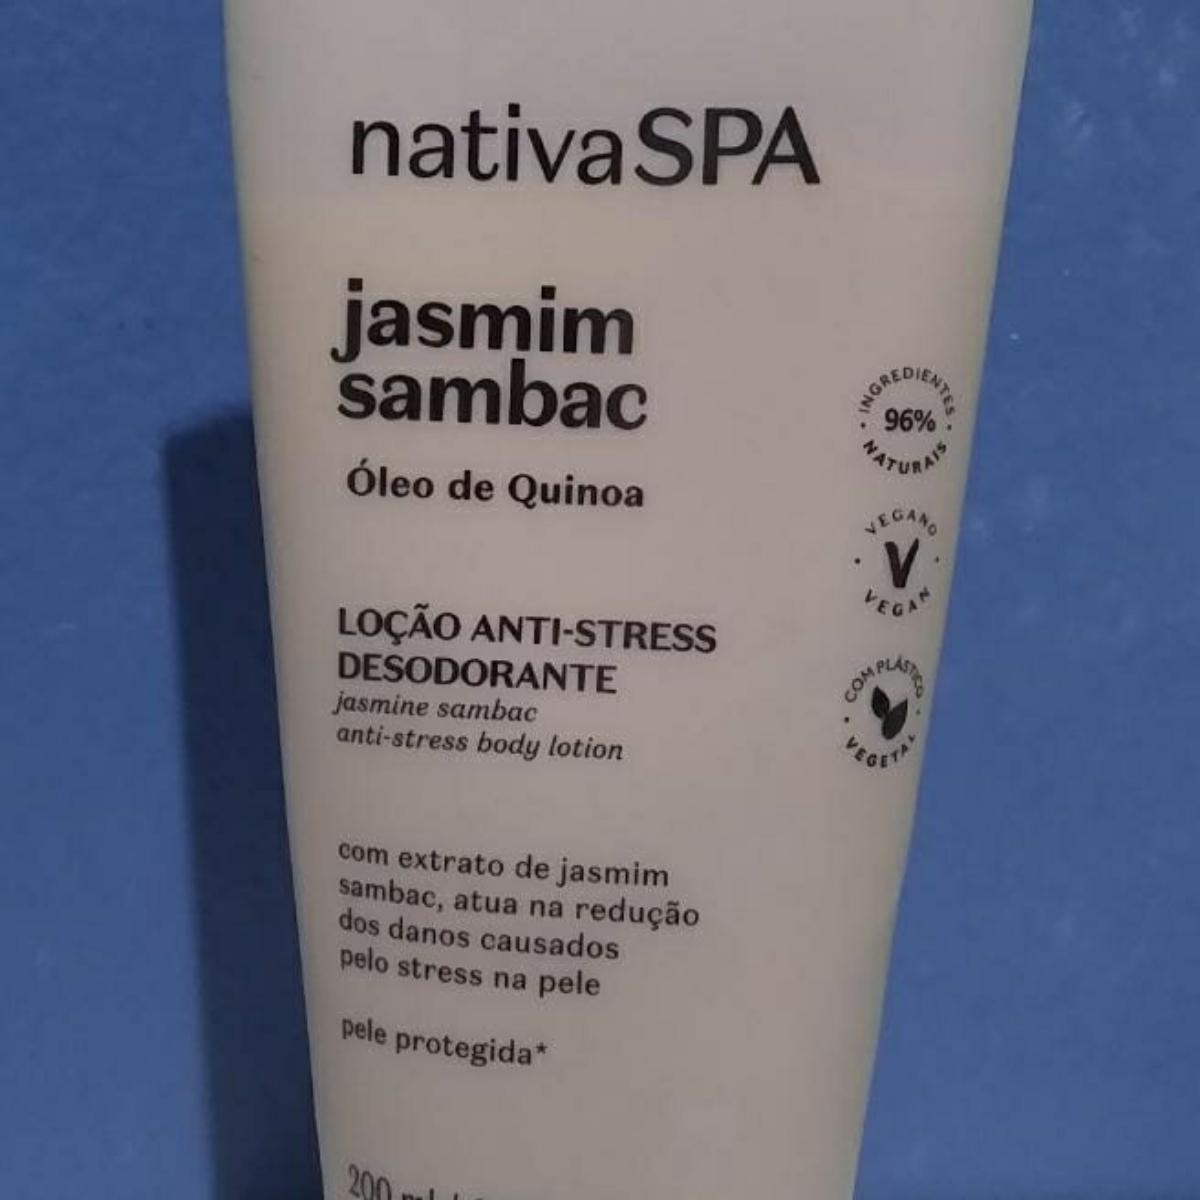 nativaSPA
jasmim
sambac
Óleo de Quinoa
INGREDIENTES
96%
NATURAIS
VEGANO
V
VEGAN
COM PLÁSTICO
VEGETAL
LOÇÃO ANTI-STRESS
DESODORANTE
jasmine sambac
anti-stress body lotion
com extrato de jasmim
sambac, atua na redução
dos danos causados
pelo stress na pele
pele protegida*
200 ml